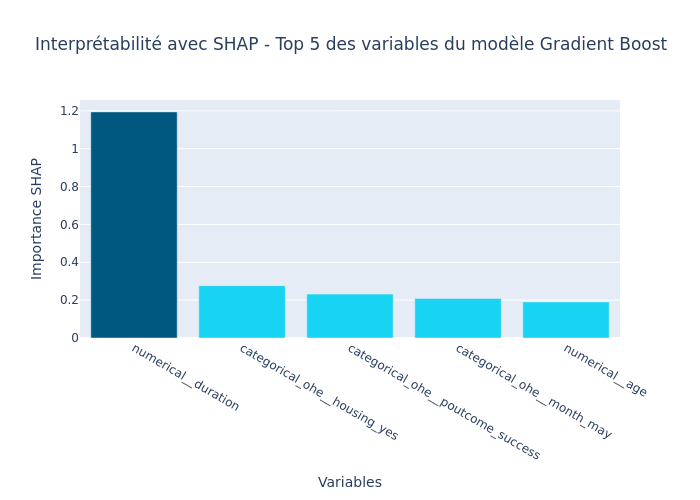 Interprétabilité avec SHAP - Top 5 des variables du modèle Gradient Boost
Importance SHAP
1.2
1
0.8
0.6
0.4
0.2
0
numerical__duration
categorical_ohe__housing_yes
categorical_ohe__poutcome_success
categorical_ohe__month_may
numerical__age
Variables